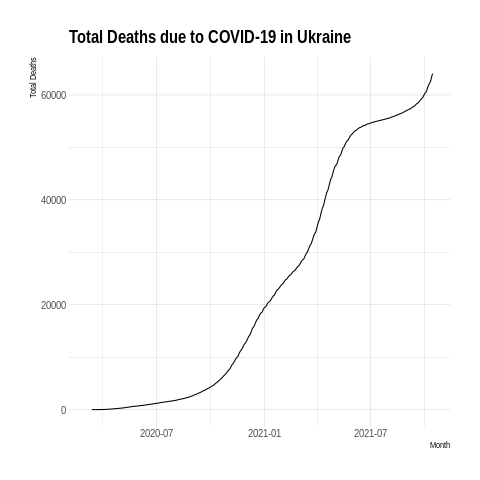 Total Deaths due to COVID-19 in Ukraine
Total Deaths
60000
40000
20000
0
2020-07 2021-01 2021-07
Month